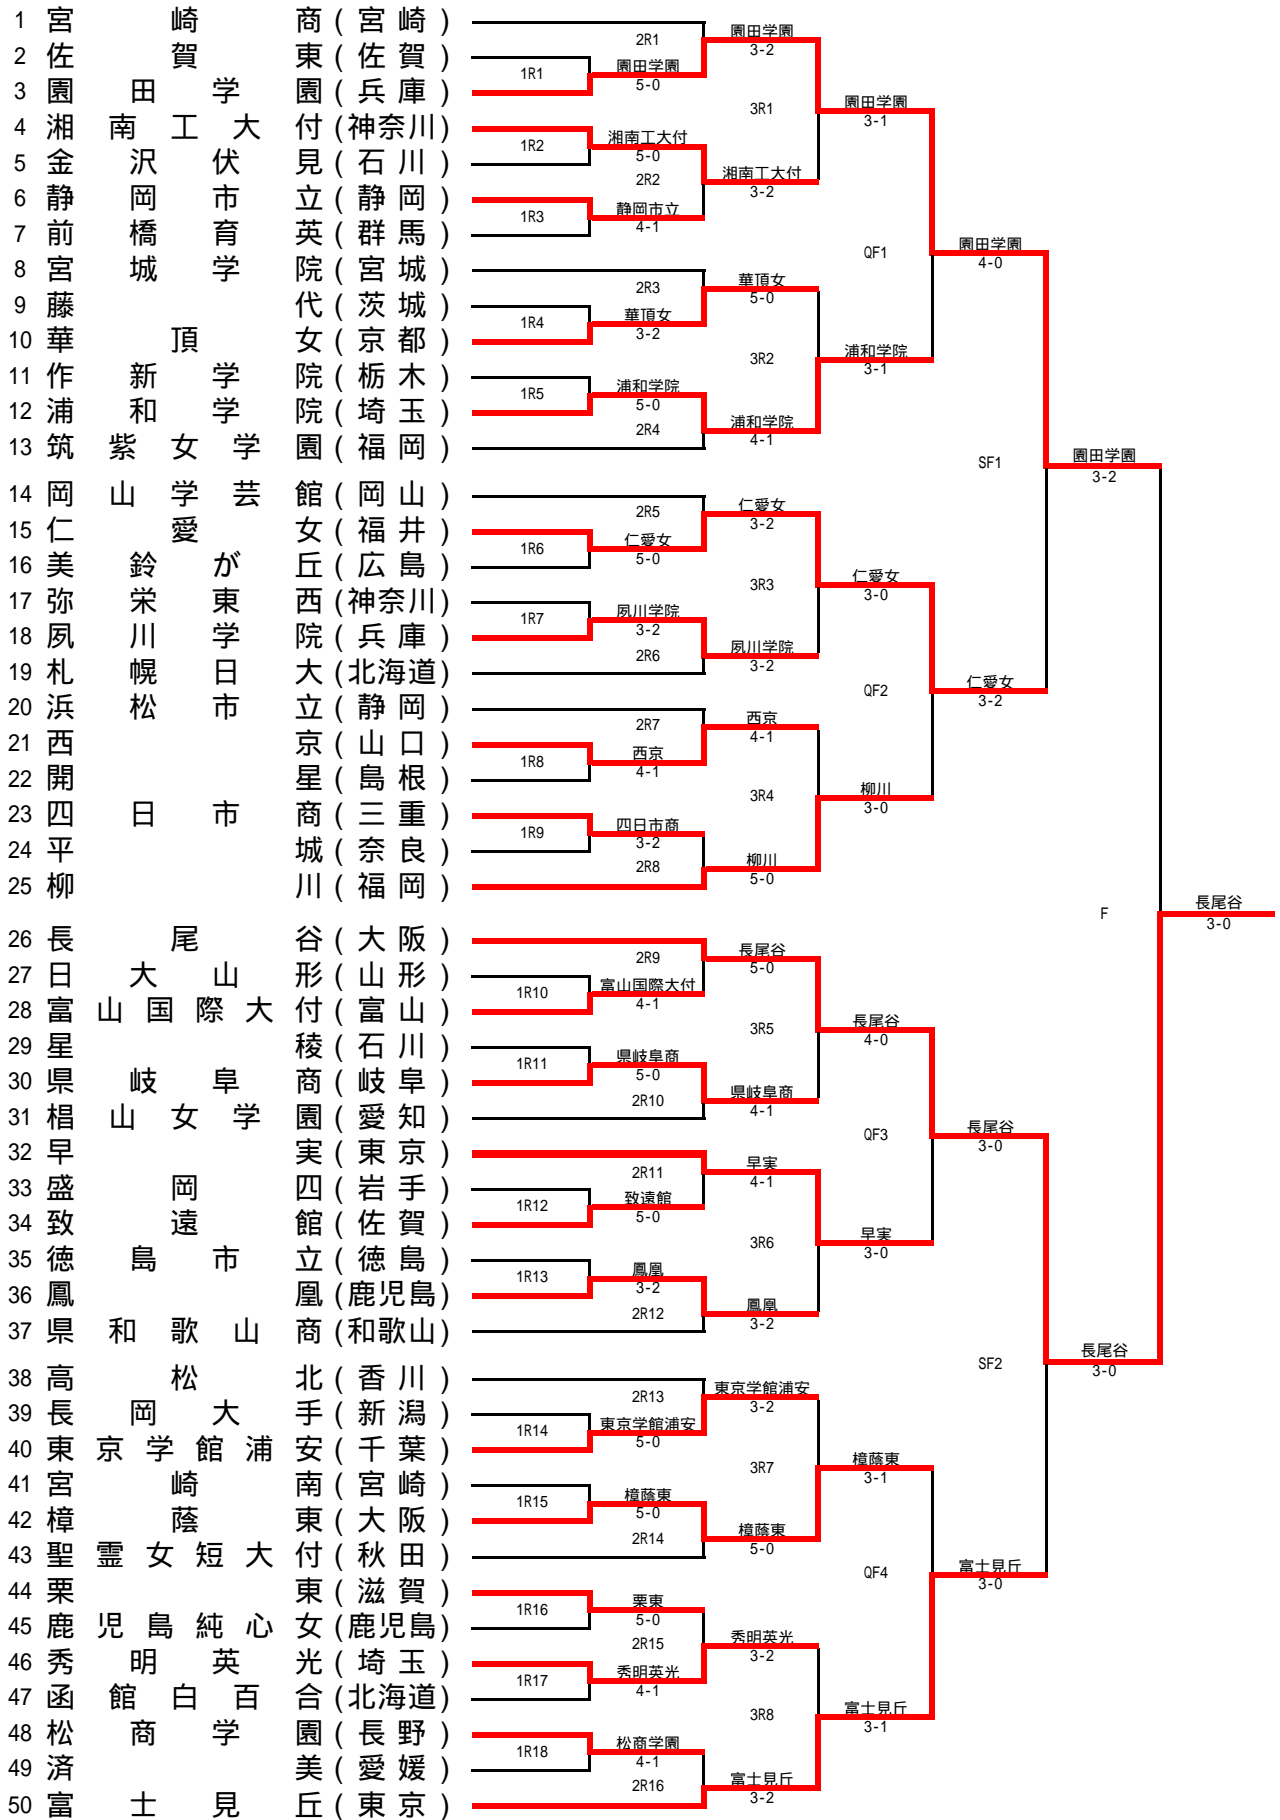 1 宮崎商(宮崎)
2 佐賀東(佐賀)
3 園田学園(兵庫)
4 湘南工大付(神奈川)
5 金沢伏見(石川)
6 静岡市立(静岡)
7 前橋育英(群馬)
8 宮城学院(宮城)
9 藤代(茨城)
10 華頂女(京都)
11 作新学院(栃木)
12 浦和学院(埼玉)
13 筑紫女学園(福岡)
14 岡山学芸館(岡山)
15 仁愛女(福井)
16 美鈴が丘(広島)
17 弥栄東西(神奈川)
18 夙川学院(兵庫)
19 札幌日大(北海道)
20 浜松市立(静岡)
21 西京(山口)
22 開星(島根)
23 四日市商(三重)
24 平城(奈良)
25 柳川(福岡)
26 長尾谷(大阪)
27 日大山形(山形)
28 富山国際大付(富山)
29 星稜(石川)
30 県岐阜商(岐阜)
31 椙山女学園(愛知)
32 早実(東京)
33 盛岡四(岩手)
34 致遠館(佐賀)
35 徳島市立(徳島)
36 鳳凰(鹿児島)
37 県和歌山商(和歌山)
38 高松北(香川)
39 長岡大手(新潟)
40 東京学館浦安(千葉)
41 宮崎南(宮崎)
42 樟蔭東(大阪)
43 聖霊女短大付(秋田)
44 栗東(滋賀)
45 鹿児島純心女(鹿児島)
46 秀明英光(埼玉)
47 函館白百合(北海道)
48 松商学園(長野)
49 済美(愛媛)
50 富士見丘(東京)
1R1
園田学園
5-0
1R2
湘南工大付
5-0
1R3
静岡市立
4-1
1R4
華頂女
3-2
1R5
浦和学院
5-0
1R6
仁愛女
5-0
1R7
夙川学院
3-2
1R8
西京
4-1
1R9
四日市商
3-2
1R10
富山国際大付
4-1
1R11
県岐阜商
5-0
1R12
致遠館
5-0
1R13
鳳凰
3-2
1R14
東京学館浦安
5-0
1R15
樟蔭東
5-0
1R16
栗東
5-0
1R17
秀明英光
4-1
1R18
松商学園
4-1
2R1
園田学園
3-2
2R2
湘南工大付
3-2
2R3
華頂女
5-0
2R4
浦和学院
4-1
2R5
仁愛女
3-2
2R6
夙川学院
3-2
2R7
西京
4-1
2R8
柳川
5-0
2R9
長尾谷
5-0
2R10
県岐阜商
4-1
2R11
早実
4-1
2R12
鳳凰
3-2
2R13
東京学館浦安
3-2
2R14
樟蔭東
5-0
2R15
秀明英光
3-2
2R16
富士見丘
3-2
3R1
園田学園
3-1
3R2
浦和学院
3-1
3R3
仁愛女
3-0
3R4
柳川
3-0
3R5
長尾谷
4-0
3R6
早実
3-0
3R7
樟蔭東
3-1
3R8
富士見丘
3-1
QF1
園田学園
4-0
QF2
仁愛女
3-2
QF3
長尾谷
3-0
QF4
富士見丘
3-0
SF1
園田学園
3-2
SF2
長尾谷
3-0
F
長尾谷
3-0